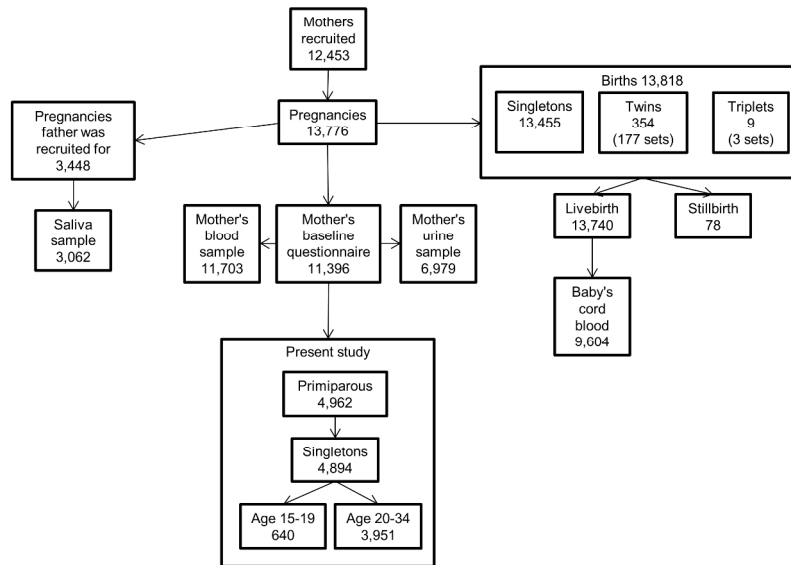 Mothers
recruited
12,453
Pregnancies
13,776
Pregnancies
father was
recruited for
3,448
Saliva
sample
3,062
Births 13,818
Singletons
13,455
Twins
354
(177 sets)
Triplets
9
(3 sets)
Livebirth
13,740
Stillbirth
78
Baby's
cord
blood
9,604
Mother's
blood
sample
11,703
Mother's
baseline
questionnaire
11,396
Mother's
urine
sample
6,979
Present study
Primiparous
4,962
Singletons
4,894
Age 15-19
640
Age 20-34
3,951